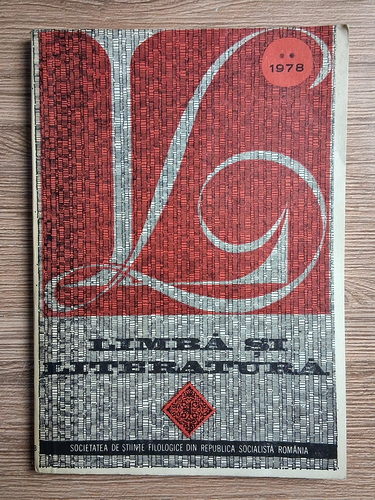 **
1978
L
LIMBĂ ȘI
LITERATURĂ
SOCIETATEA DE ȘTIINȚE FILOLOGICE DIN REPUBLICA SOCIALISTĂ ROMÂNIA